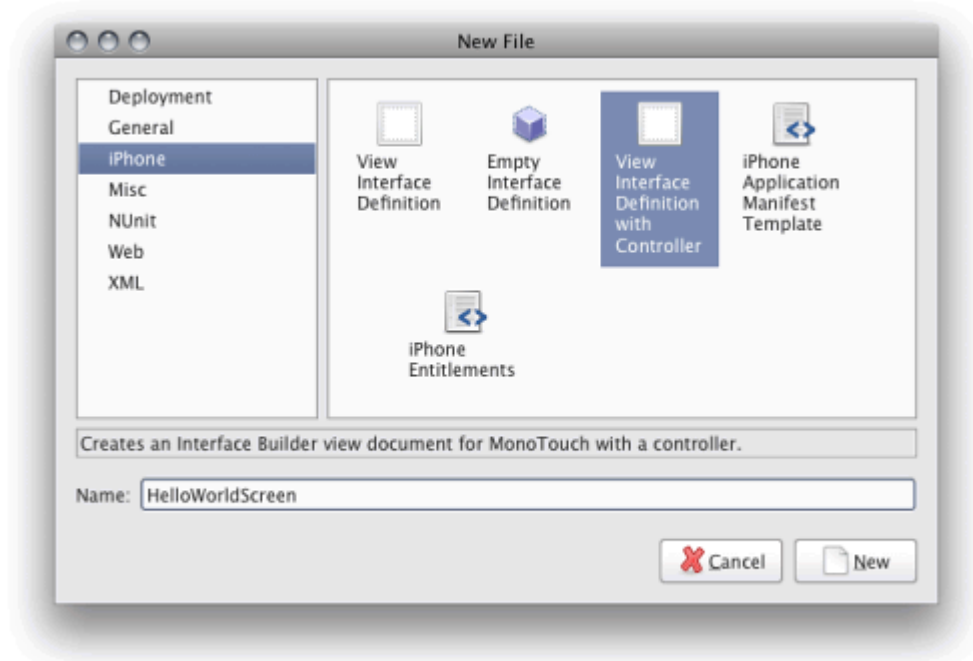 New File
Deployment
General
iPhone
Misc
NUnit
Web
XML
View
Interface
Definition
Empty
Interface
Definition
View
Interface
Definition
with
Controller
iPhone
Application
Manifest
Template
iPhone
Entitlements
Creates an Interface Builder view document for MonoTouch with a controller.
Name: HelloWorldScreen
Cancel
New